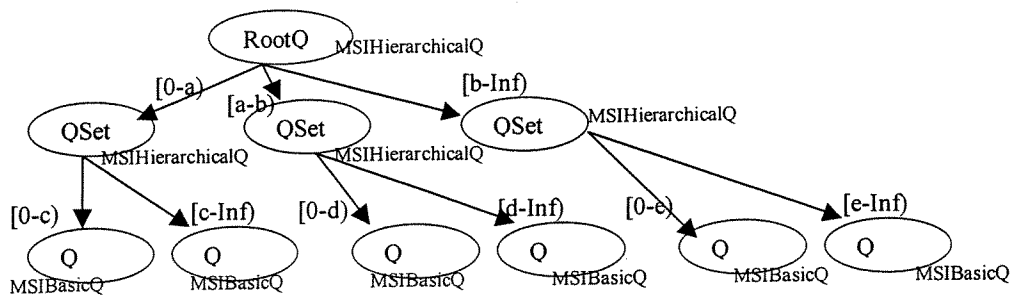 RootQ
MSIHierarchicalQ
[0-a)
[a-b)
[b-Inf)
QSet
MSIHierarchicalQ
QSet
MSIHierarchicalQ
QSet
MSIHierarchicalQ
[0-c)
[c-Inf)
[0-d)
[d-Inf)
[0-e)
[e-Inf)
Q
MSIBasicQ
Q
MSIBasicQ
Q
MSIBasicQ
Q
MSIBasicQ
Q
MSIBasicQ
Q
MSIBasicQ